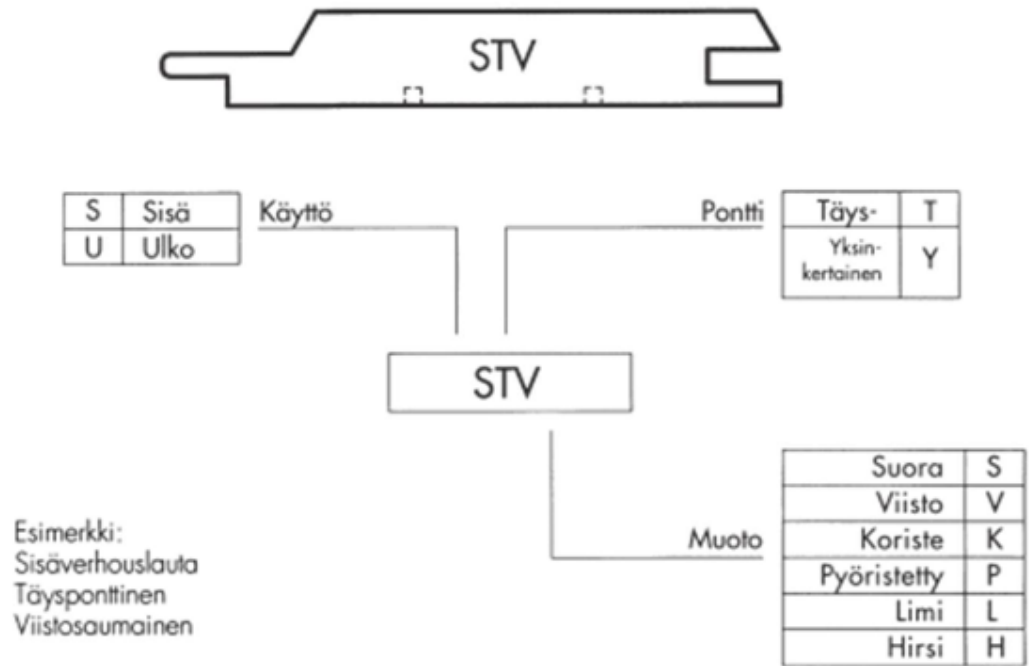 STV
S Sisä
U Ulko
Käyttö
Pontti
Täys- T
Yksin-
kertainen Y
STV
Muoto
Suora S
Viisto V
Koriste K
Pyöristetty P
Limi L
Hirsi H
Esimerkki:
Sisäverhouslauta
Täysponttinen
Viistosaumainen